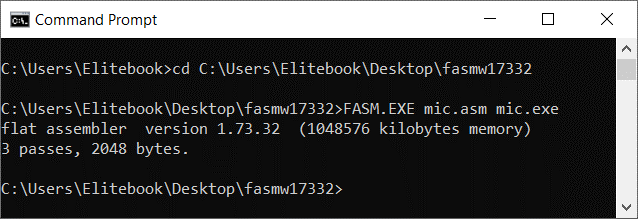 Command Prompt
C:\Users\Elitebook>cd C:\Users\Elitebook\Desktop\fasmw17332
C:\Users\Elitebook\Desktop\fasmw17332>FASM.EXE mic.asm mic.exe
flat assembler  version 1.73.32  (1048576 kilobytes memory)
3 passes, 2048 bytes.
C:\Users\Elitebook\Desktop\fasmw17332>